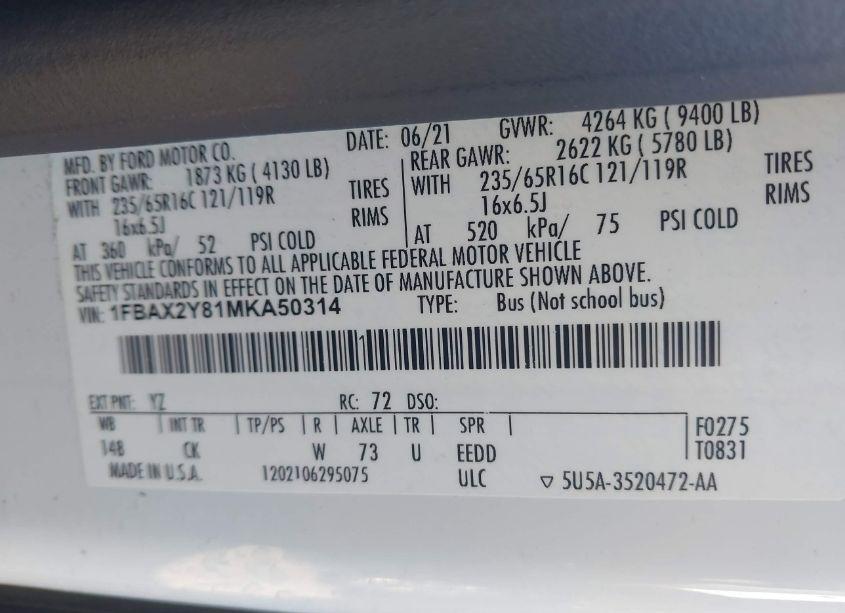 MFD. BY FORD MOTOR CO. DATE: 06/21 GVWR: 4264 KG ( 9400 LB)
FRONT GAWR: 1873 KG ( 4130 LB) REAR GAWR: 2622 KG ( 5780 LB)
WITH 235/65R16C 121/119R TIRES WITH 235/65R16C 121/119R TIRES
16x6.5J RIMS 16x6.5J RIMS
AT 360 kPa/ 52 PSI COLD AT 520 kPa/ 75 PSI COLD
THIS VEHICLE CONFORMS TO ALL APPLICABLE FEDERAL MOTOR VEHICLE
SAFETY STANDARDS IN EFFECT ON THE DATE OF MANUFACTURE SHOWN ABOVE.
VIN: 1FBAX2Y81MKA50314 TYPE: Bus (Not school bus)
1
EXT PNT: YZ RC: 72 DSO:
WB | INT TR | TP/PS | R | AXLE | TR | SPR | F0275
148 CK W 73 U EEDD T0831
MADE IN U.S.A. 1202106295075 ULC ▽ 5U5A-3520472-AA